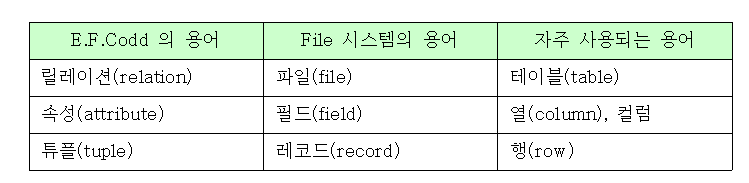 E.F.Codd 의 용어 File 시스템의 용어 자주 사용되는 용어
릴레이션(relation) 파일(file) 테이블(table)
속성(attribute) 필드(field) 열(column), 컬럼
튜플(tuple) 레코드(record) 행(row)